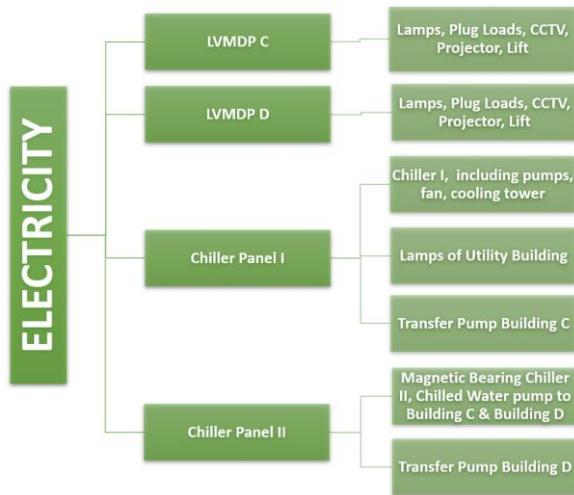 ELECTRICITY
LVMDP C
Lamps, Plug Loads, CCTV,
Projector, Lift
LVMDP D
Lamps, Plug Loads, CCTV,
Projector, Lift
Chiller Panel I
Chiller I,  including pumps,
fan, cooling tower
Lamps of Utility Building
Transfer Pump Building C
Chiller Panel II
Magnetic Bearing Chiller
II, Chilled Water pump to
Building C & Building D
Transfer Pump Building D